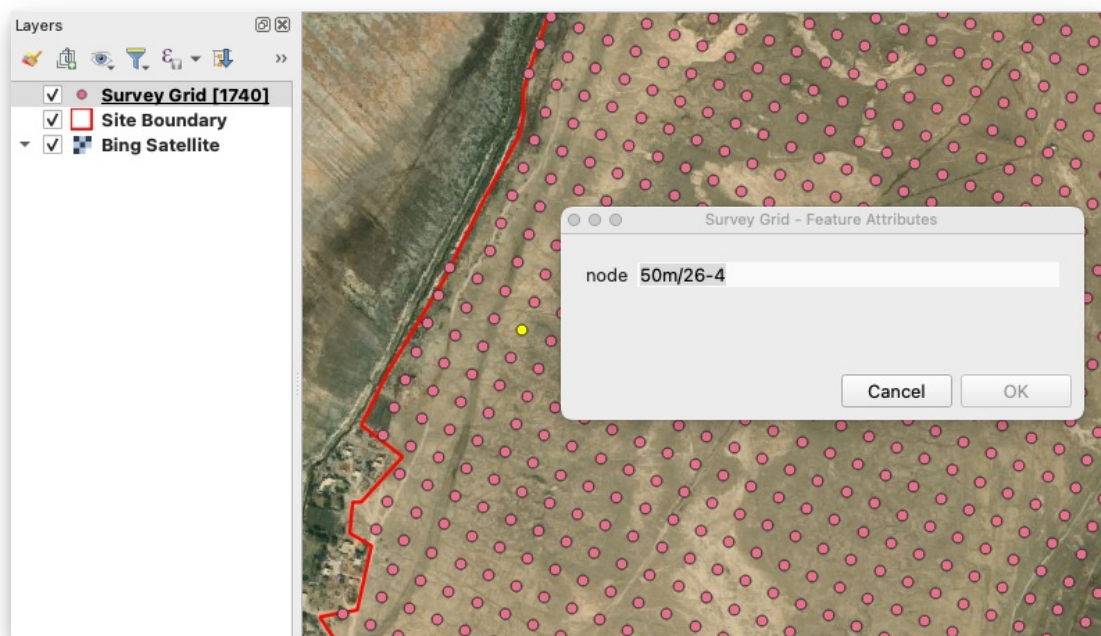 Layers
Survey Grid [1740]
Site Boundary
Bing Satellite
Survey Grid - Feature Attributes
node 50m/26-4
Cancel OK